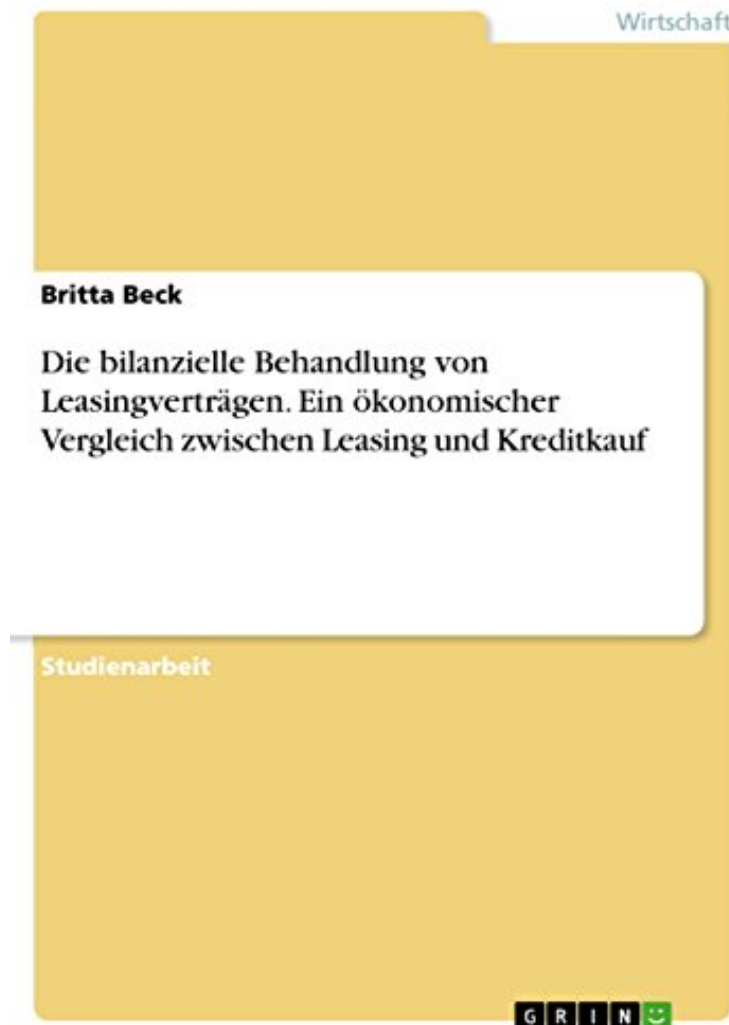 Wirtschaft
Britta Beck
Die bilanzielle Behandlung von
Leasingverträgen. Ein ökonomischer
Vergleich zwischen Leasing und Kreditkauf
Studienarbeit
GRIN